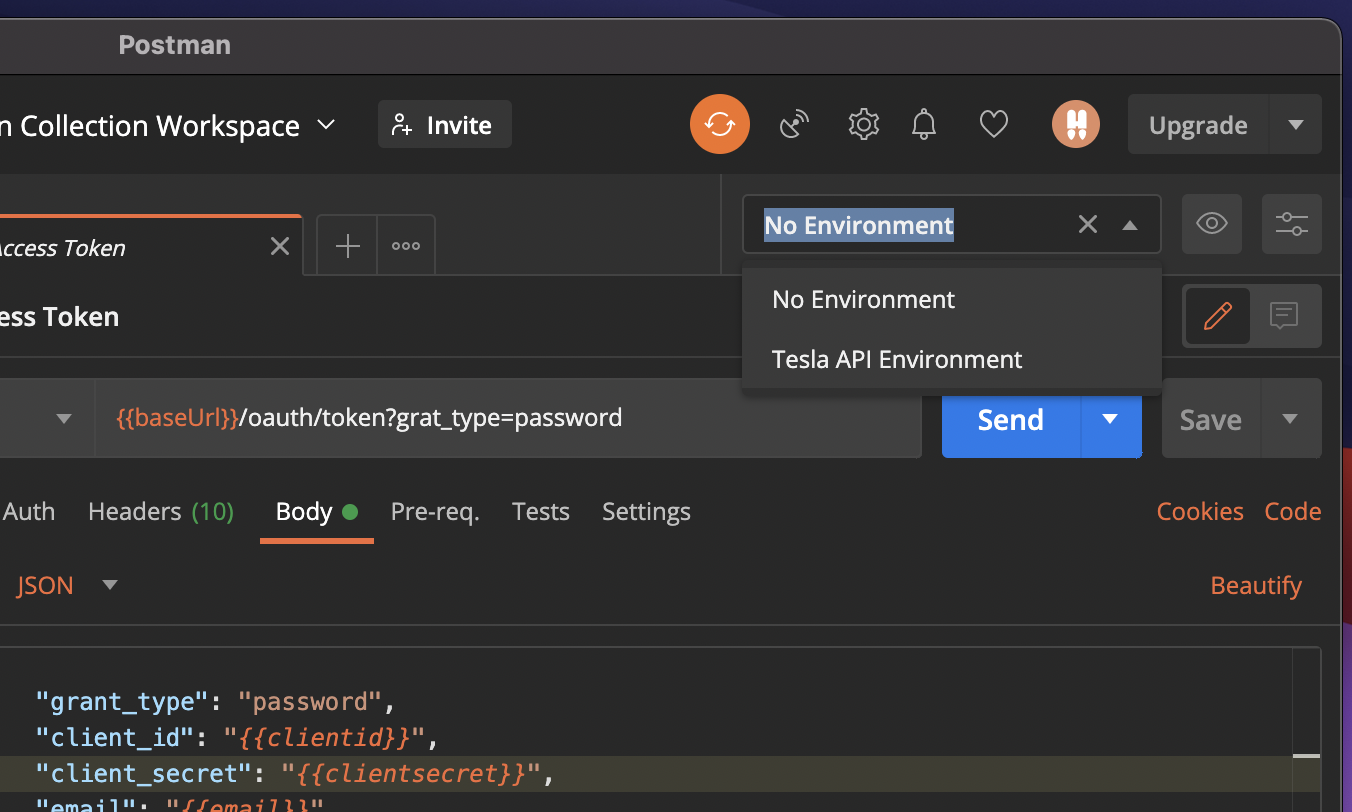 Postman
n Collection Workspace
Invite
Upgrade
Access Token
No Environment
No Environment
Tesla API Environment
ess Token
{{baseUrl}}/oauth/token?grat_type=password
Send
Save
Auth Headers (10) Body Pre-req. Tests Settings Cookies Code
JSON
Beautify
"grant_type": "password",
"client_id": "{{clientid}}",
"client_secret": "{{clientsecret}}",
"email": "{{email}}"